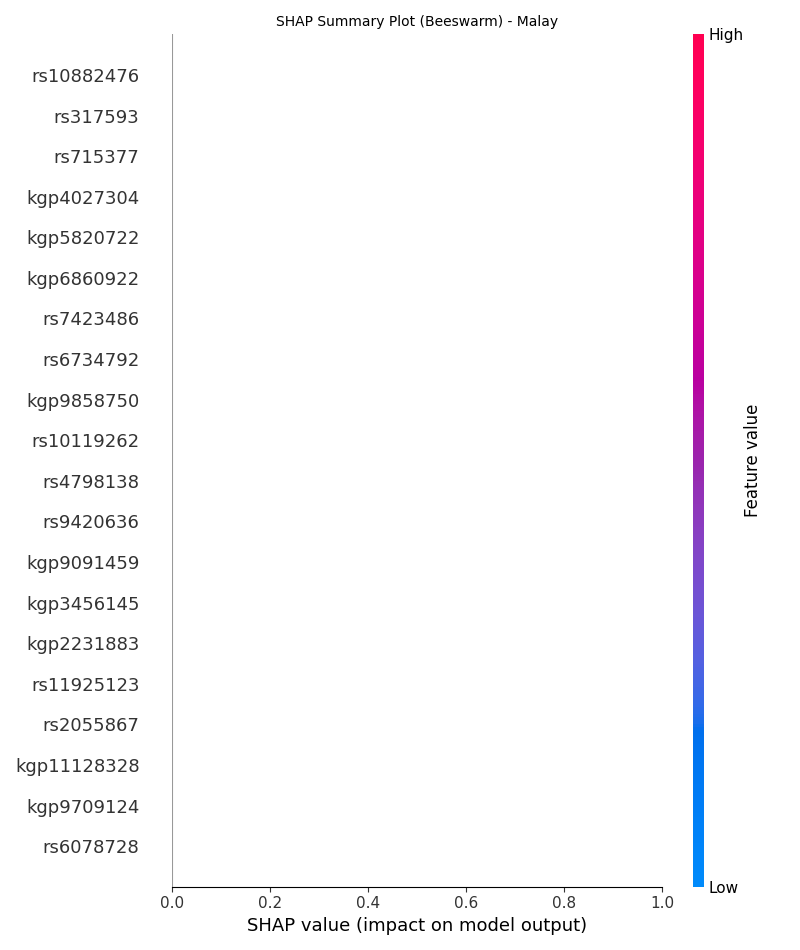 SHAP Summary Plot (Beeswarm) - Malay
High
rs10882476
rs317593
rs715377
kgp4027304
kgp5820722
kgp6860922
rs7423486
rs6734792
kgp9858750
rs10119262
rs4798138
rs9420636
kgp9091459
kgp3456145
kgp2231883
rs11925123
rs2055867
kgp11128328
kgp9709124
rs6078728
Feature value
Low
0.0 0.2 0.4 0.6 0.8 1.0
SHAP value (impact on model output)